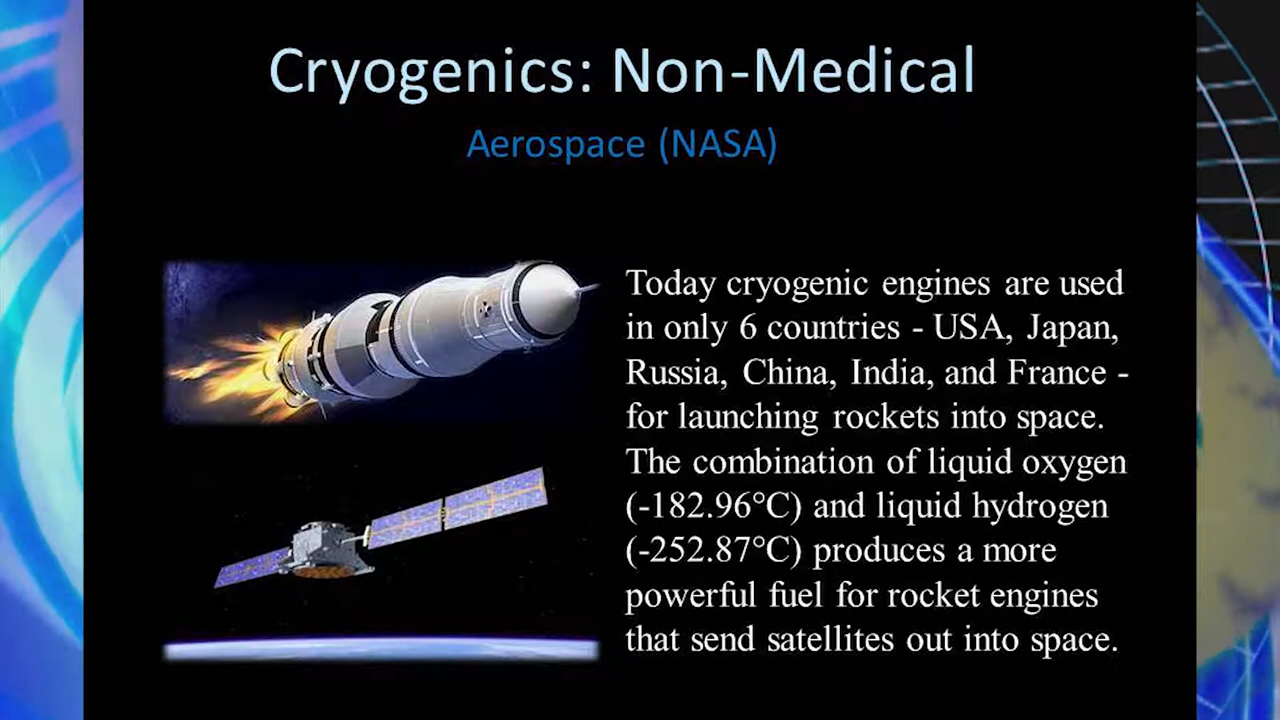 Cryogenics: Non-Medical
Aerospace (NASA)
Today cryogenic engines are used
in only 6 countries - USA, Japan,
Russia, China, India, and France -
for launching rockets into space.
The combination of liquid oxygen
(-182.96°C) and liquid hydrogen
(-252.87°C) produces a more
powerful fuel for rocket engines
that send satellites out into space.